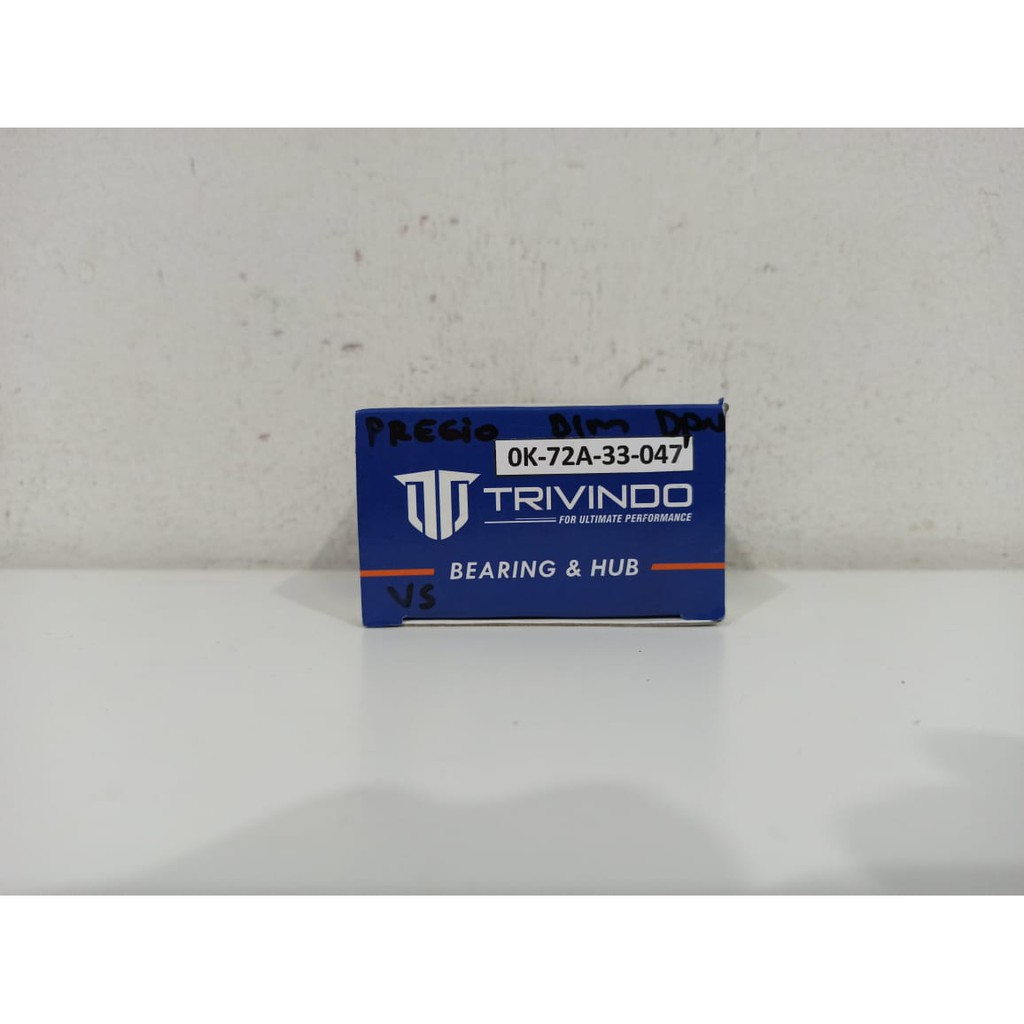 PREGIO DLM DPN
0K-72A-33-047
TRIVINDO
FOR ULTIMATE PERFORMANCE
BEARING & HUB
VS